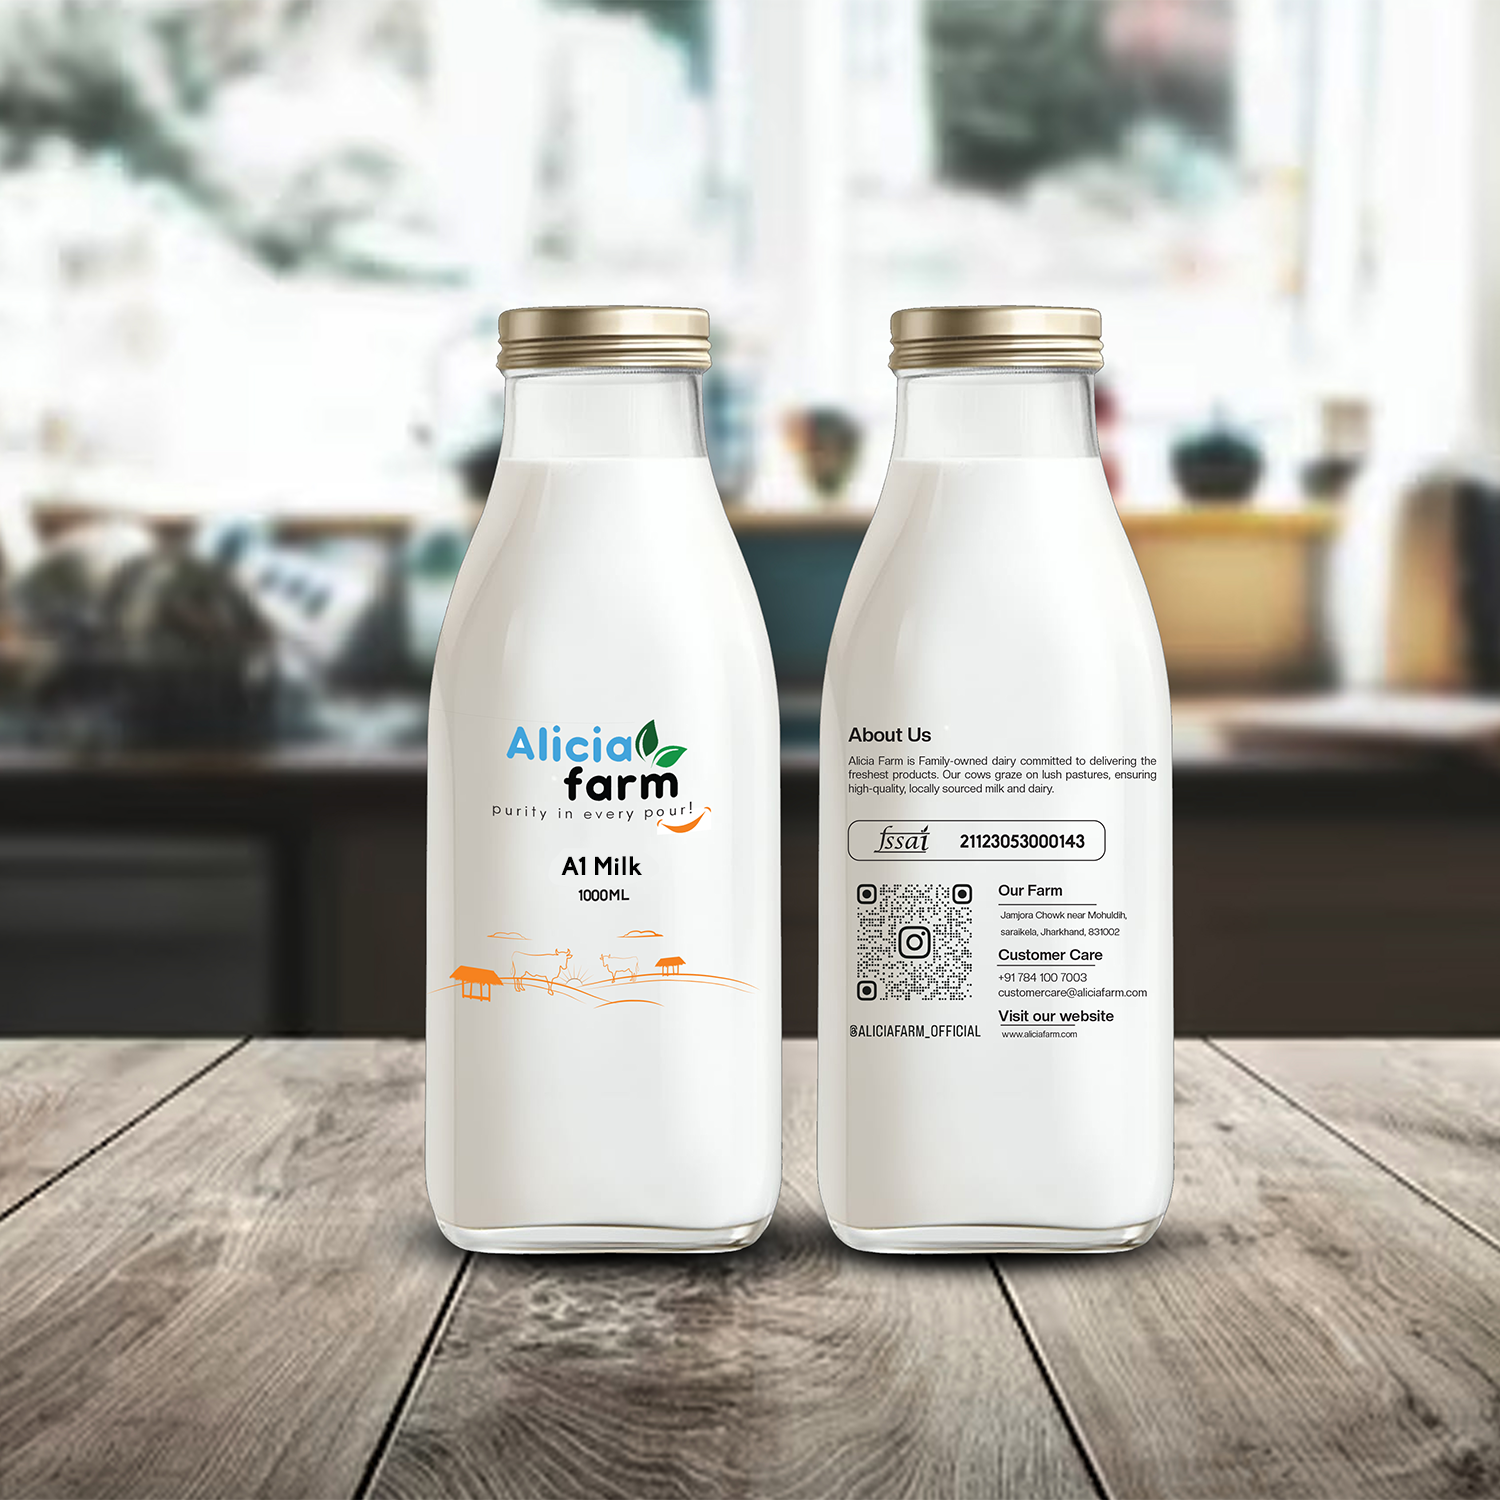 Alicia
farm
purity in every pour!
A1 Milk
1000ML
About Us
Alicia Farm is Family-owned dairy committed to delivering the
freshest products. Our cows graze on lush pastures, ensuring
high-quality, locally sourced milk and dairy.
fssai 21123053000143
Our Farm
Jamjora Chowk near Mohuldih,
saraikela, Jharkhand, 831002
Customer Care
+91 784 100 7003
customercare@aliciafarm.com
Visit our website
www.aliciafarm.com
@ALICIAFARM_OFFICIAL